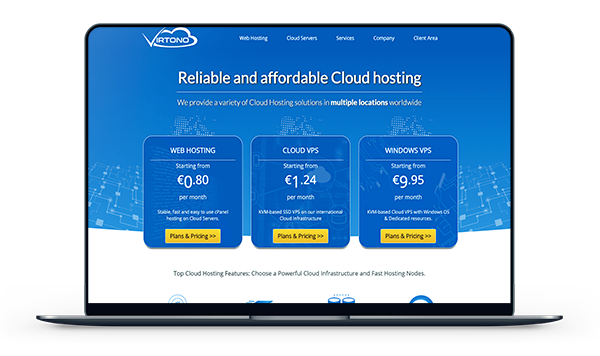 VIRTONO
Web Hosting Cloud Servers Services Company Client Area
Reliable and affordable Cloud hosting
We provide a variety of Cloud Hosting solutions in multiple locations worldwide
WEB HOSTING
Starting from
€0.80
per month
Stable, fast and easy to use cPanel
hosting on Cloud Servers.
Plans & Pricing >>
CLOUD VPS
Starting from
€1.24
per month
KVM-based SSD VPS on our international
Cloud Infrastructure
Plans & Pricing >>
WINDOWS VPS
Starting from
€9.95
per month
KVM-based Cloud VPS with Windows OS
& Dedicated resources.
Plans & Pricing >>
Top Cloud Hosting Features: Choose a Powerful Cloud Infrastructure and Fast Hosting Nodes.